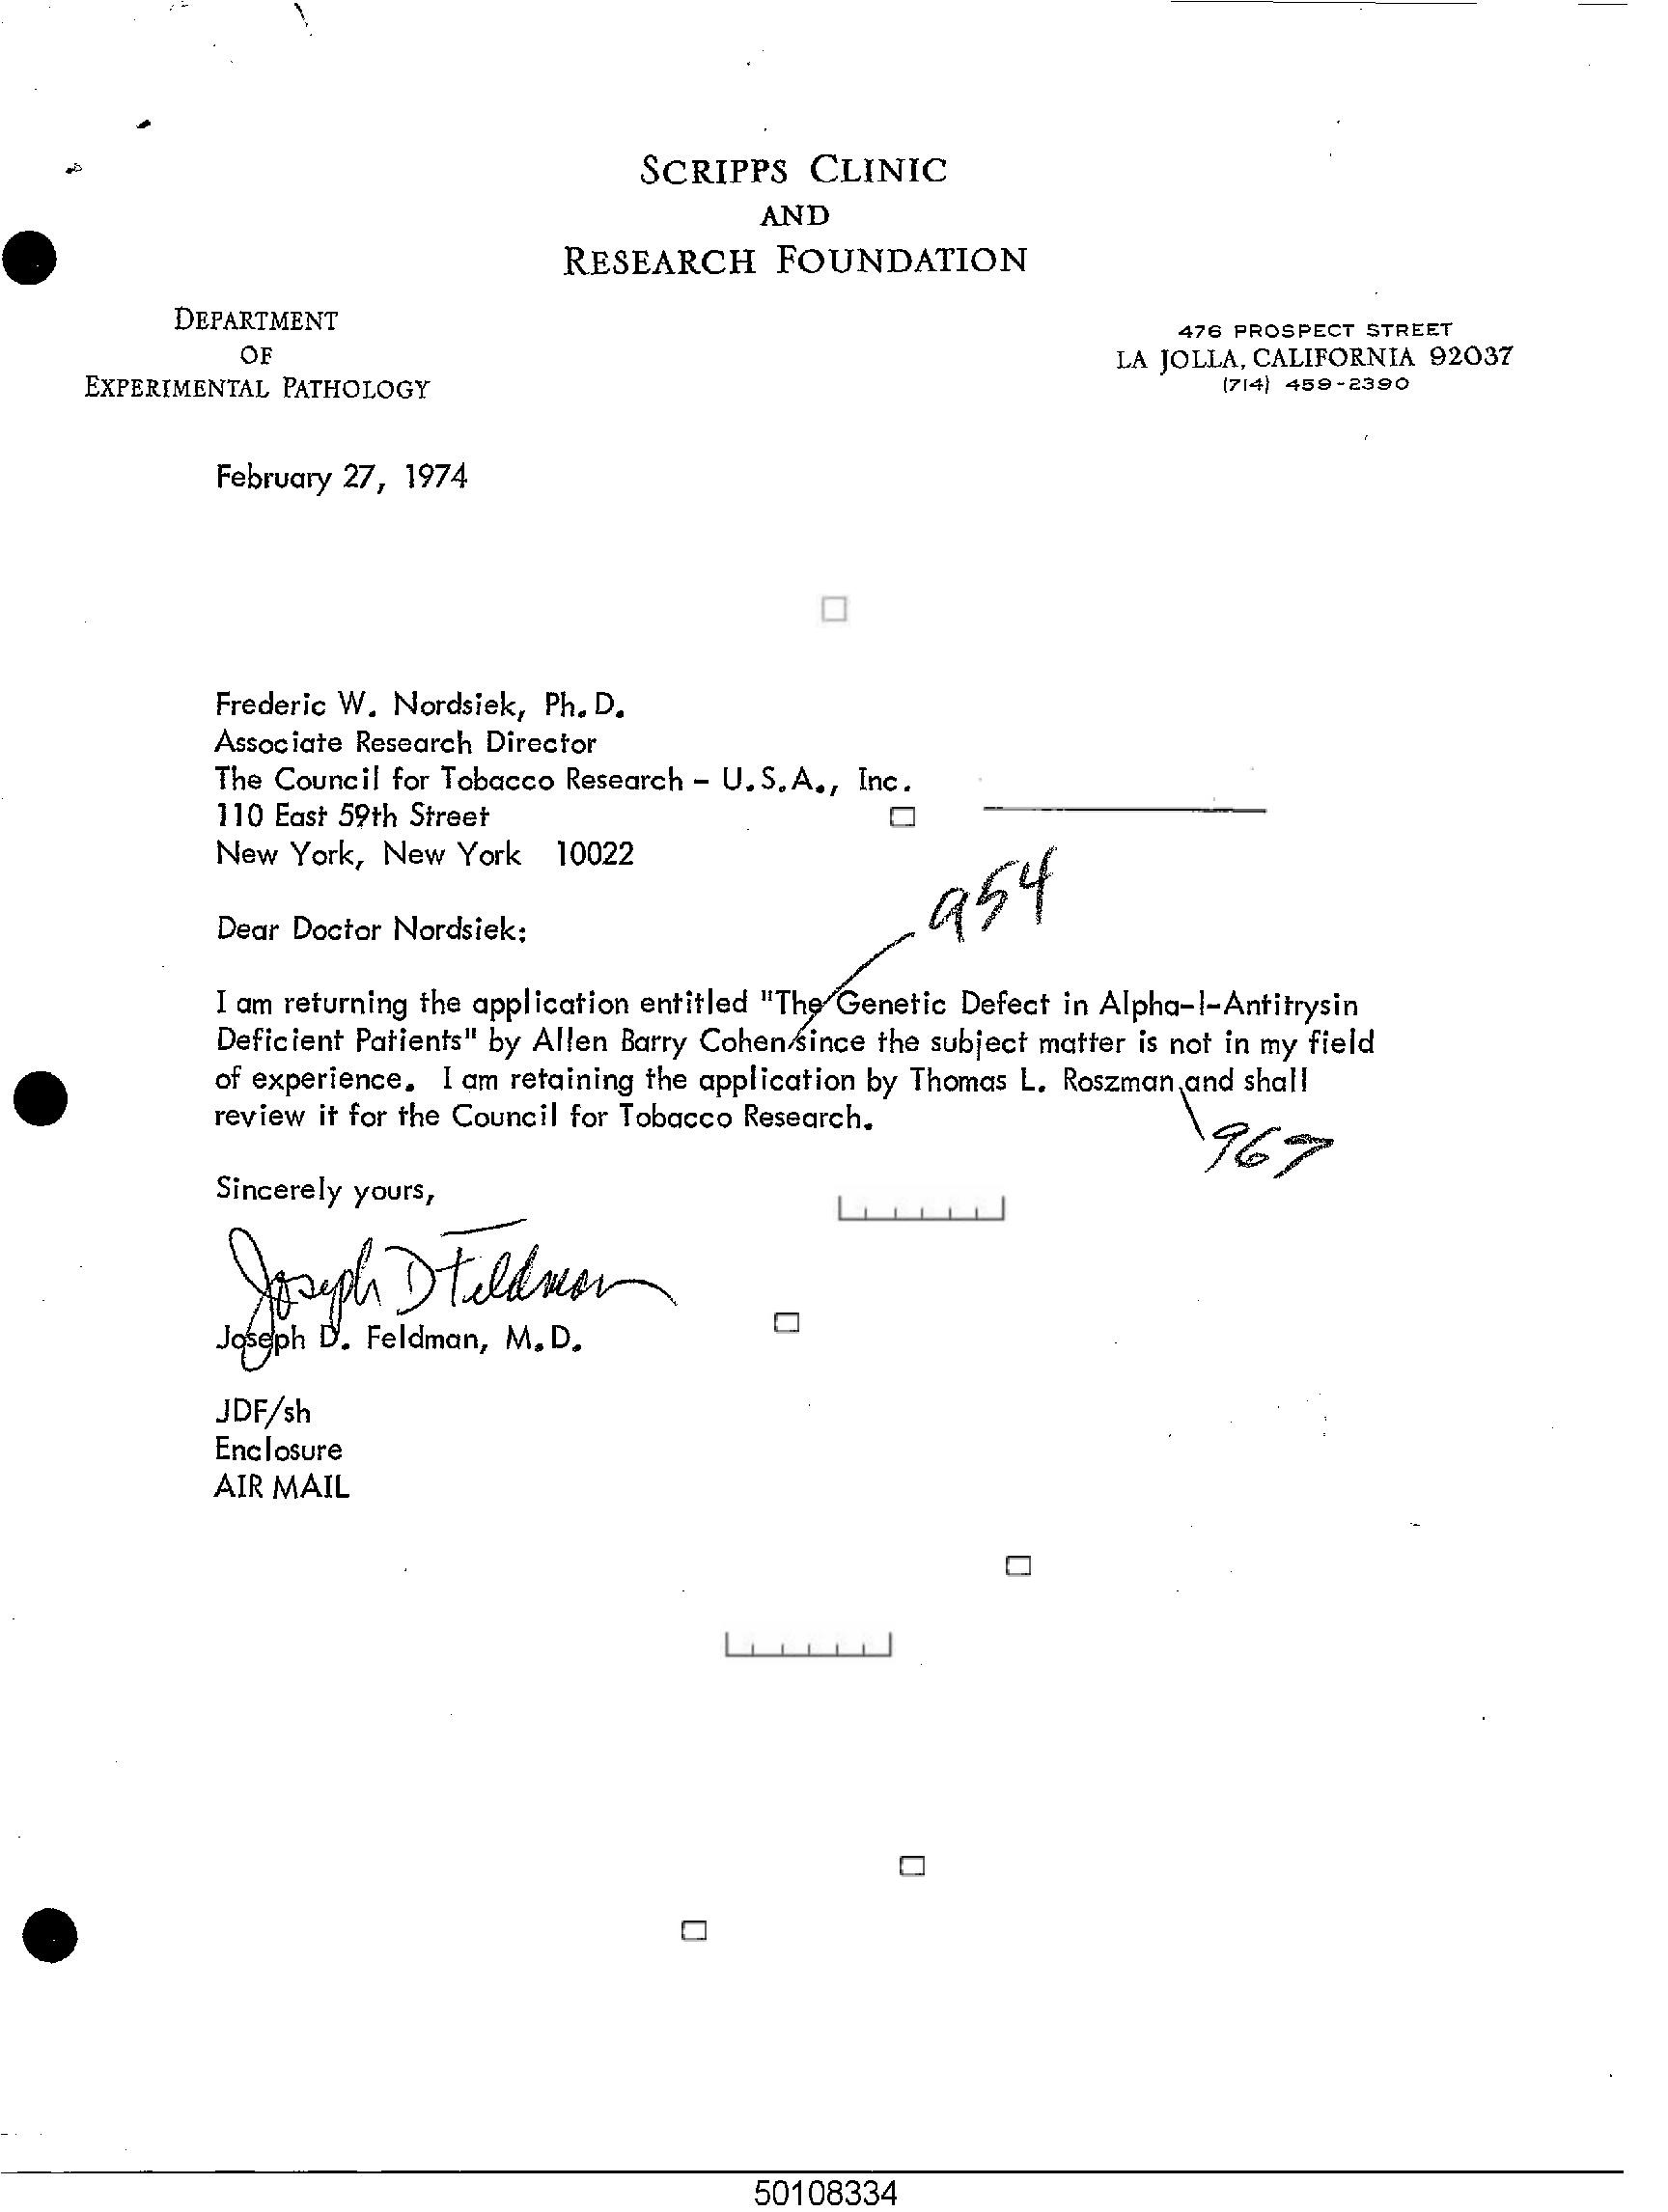 SCRIPPS CLINIC
AND
RESEARCH FOUNDATION
DEPARTMENT
OF
EXPERIMENTAL PATHOLOGY
476 PROSPECT STREET
LA JOLLA, CALIFORNIA 92037
(714) 459-2390
February 27, 1974
Frederic W. Nordsiek, Ph.D.
Associate Research Director
The Council for Tobacco Research - U.S.A., Inc.
110 East 59th Street
New York, New York 10022
954
Dear Doctor Nordsiek:
I am returning the application entitled "The Genetic Defect in Alpha-1-Antitrysin
Deficient Patients" by Allen Barry Cohen since the subject matter is not in my field
of experience. I am retaining the application by Thomas L. Roszman and shall
review it for the Council for Tobacco Research.
967
Sincerely yours,
Joseph D Feldman
Joseph D. Feldman, M.D.
JDF/sh
Enclosure
AIR MAIL
50108334